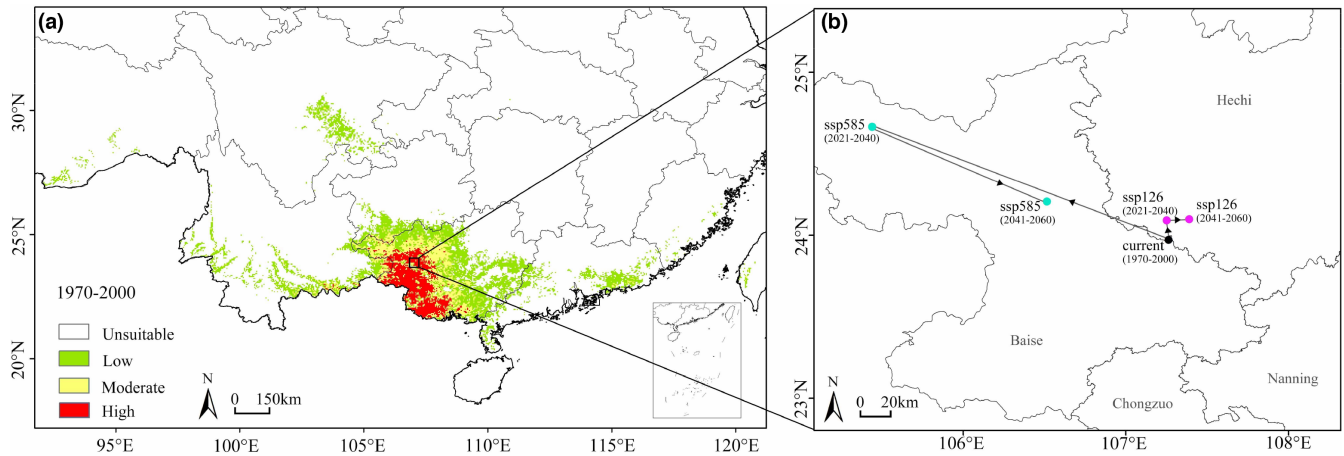 (a)
30°N
25°N
20°N
1970-2000
Unsuitable
Low
Moderate
High
N
0 150km
95°E
100°E
105°E
110°E
115°E
120°E
(b)
25°N
24°N
23°N
Hechi
ssp585
(2021-2040)
ssp585
(2041-2060)
ssp126
(2021-2040)
ssp126
(2041-2060)
current
(1970-2000)
Baise
Nanning
Chongzuo
N
0 20km
106°E
107°E
108°E